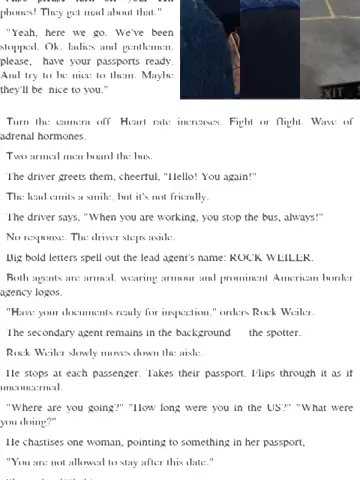 phones! They get mad about that."
"Yeah, here we go. We've been
stopped. Ok, ladies and gentlemen,
please, have your passports ready.
And try to be nice to them. Maybe
they'll be nice to you."
EXIT
Turn the camera off. Heart rate increases. Fight or flight. Wave of
adrenal hormones.
Two armed men board the bus.
The driver greets them, cheerful, "Hello! You again!"
The lead emits a smile, but it's not friendly.
The driver says, "When you are working, you stop the bus, always!"
No response. The driver steps aside.
Big bold letters spell out the lead agent's name: ROCK WEILER.
Both agents are armed, wearing armour and prominent American border
agency logos.
"Have your documents ready for inspection," orders Rock Weiler.
The secondary agent remains in the background the spotter.
Rock Weiler slowly moves down the aisle.
He stops at each passenger. Takes their passport. Flips through it as if
unconcerned.
"Where are you going?" "How long were you in the US?" "What were
you doing?"
He chastises one woman, pointing to something in her passport,
"You are not allowed to stay after this date."